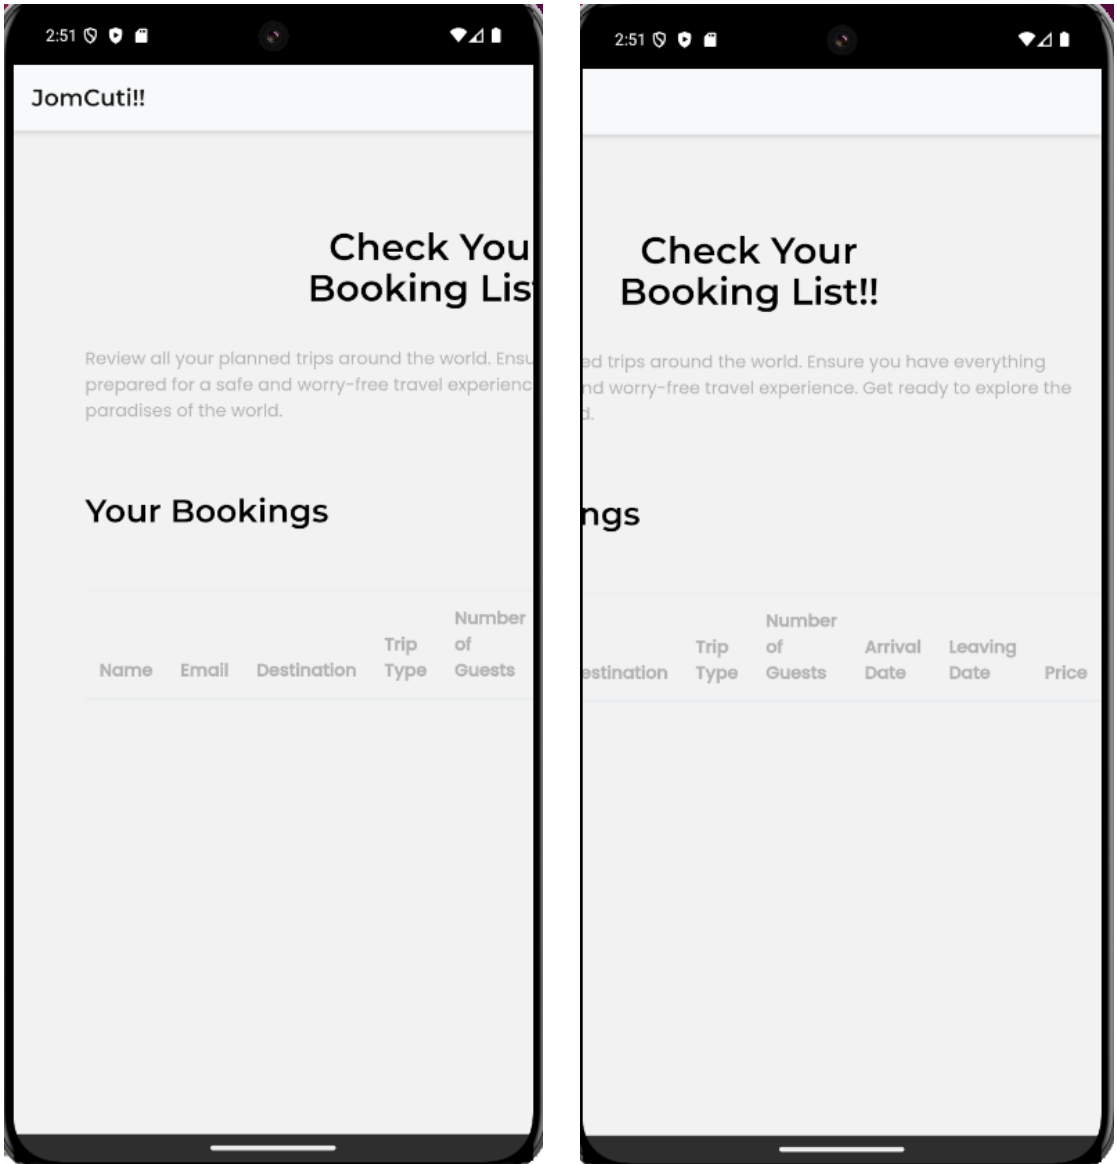 2:51
JomCuti!!
Check You
Booking Lis
Review all your planned trips around the world. Ensu
prepared for a safe and worry-free travel experienc
paradises of the world.
Your Bookings
Name Email Destination Trip Type Number of Guests
2:51
Check Your
Booking List!!
ed trips around the world. Ensure you have everything
nd worry-free travel experience. Get ready to explore the
d.
ngs
estination Trip Type Number of Guests Arrival Date Leaving Date Price